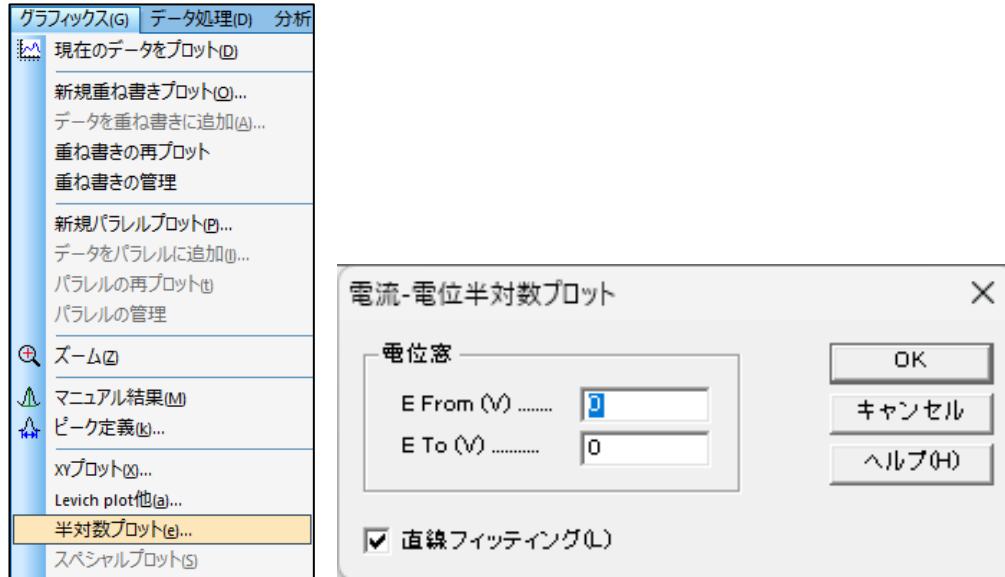 グラフィックス(G) データ処理(D) 分析
現在のデータをプロット(D)
新規重ね書きプロット(O)...
データを重ね書きに追加(A)...
重ね書きの再プロット
重ね書きの管理
新規パラレルプロット(P)...
データをパラレルに追加(I)...
パラレルの再プロット(t)
パラレルの管理
ズーム(Z)
マニュアル結果(M)
ピーク定義(k)...
XYプロット(X)...
Levich plot他(a)...
半対数プロット(e)...
スペシャルプロット(S)
電流-電位半対数プロット
電位窓
E From (V) ........ 0
E To (V) ........... 0
OK
キャンセル
ヘルプ(H)
直線フィッティング(L)